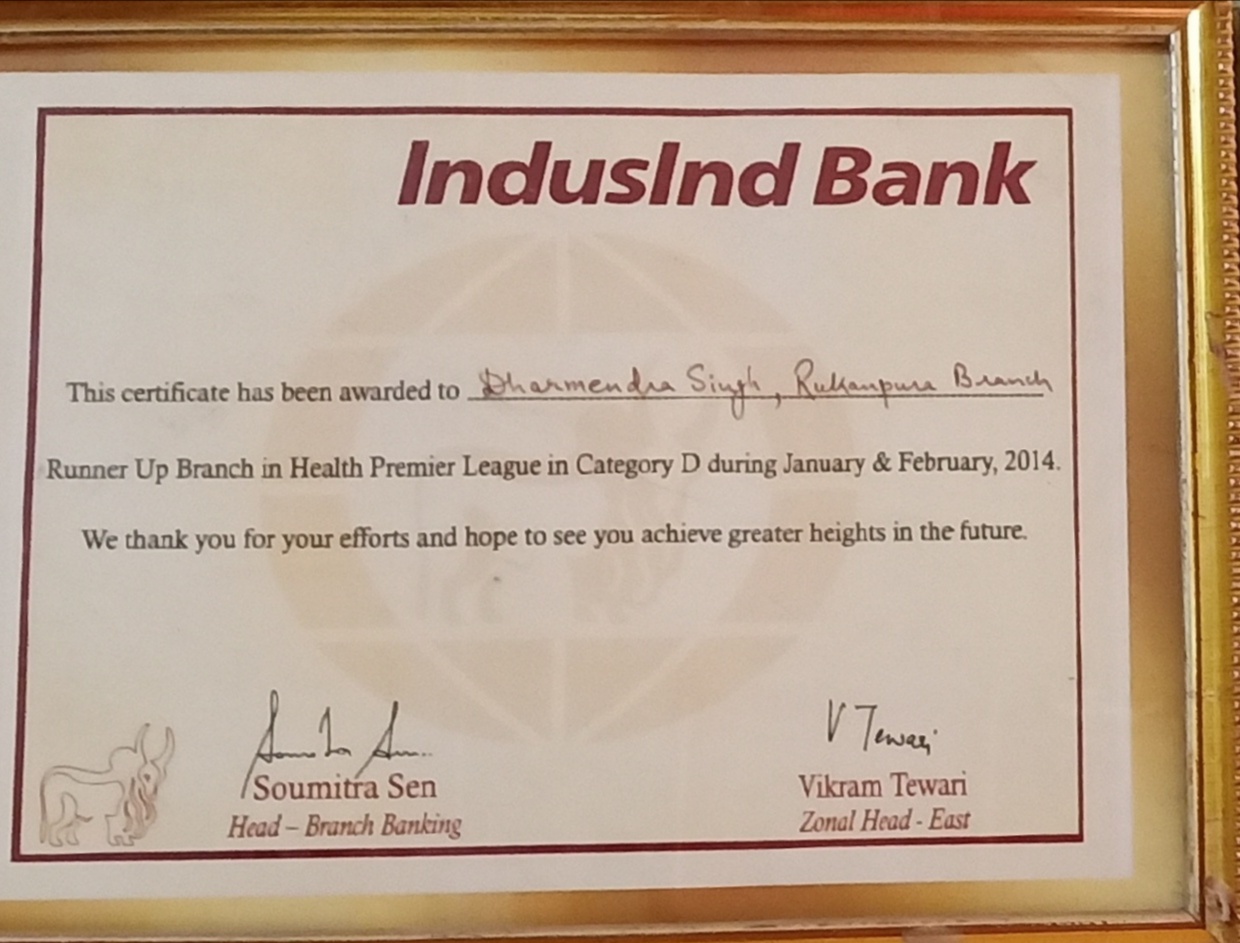 IndusInd Bank
This certificate has been awarded to Dharmendra Singh, Rukanpura Branch
Runner Up Branch in Health Premier League in Category D during January & February, 2014.
We thank you for your efforts and hope to see you achieve greater heights in the future.
V Tewari
Soumitra Sen Vikram Tewari
Head – Branch Banking Zonal Head - East